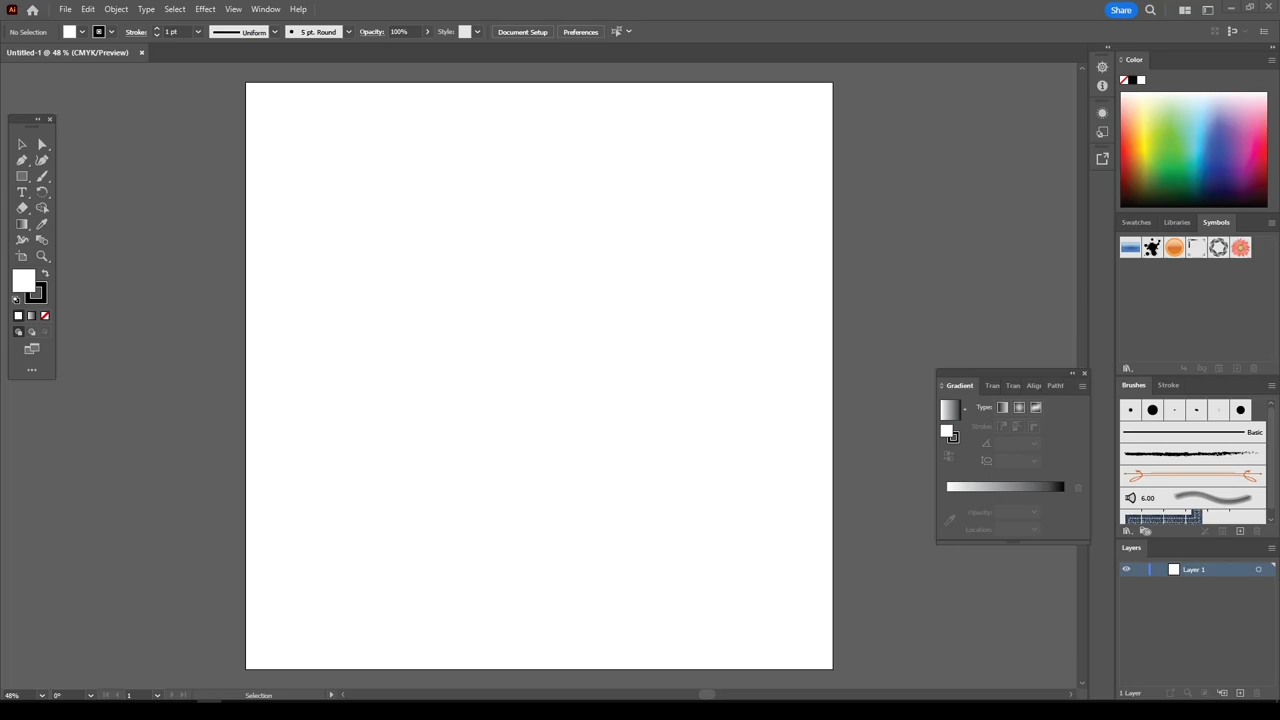 Ai File Edit Object Type Select Effect View Window Help Share
No Selection Stroke: 1 pt Uniform 5 pt. Round Opacity: 100% Style: Document Setup Preferences
Untitled-1 @ 48 % (CMYK/Preview)
Color
Swatches Libraries Symbols
Gradient Tran Tran Alig Pathf
Type:
Stroke:
Opacity:
Location:
Brushes Stroke
Basic
6.00
Layers
Layer 1
1 Layer
48% 0° 1 Selection
T